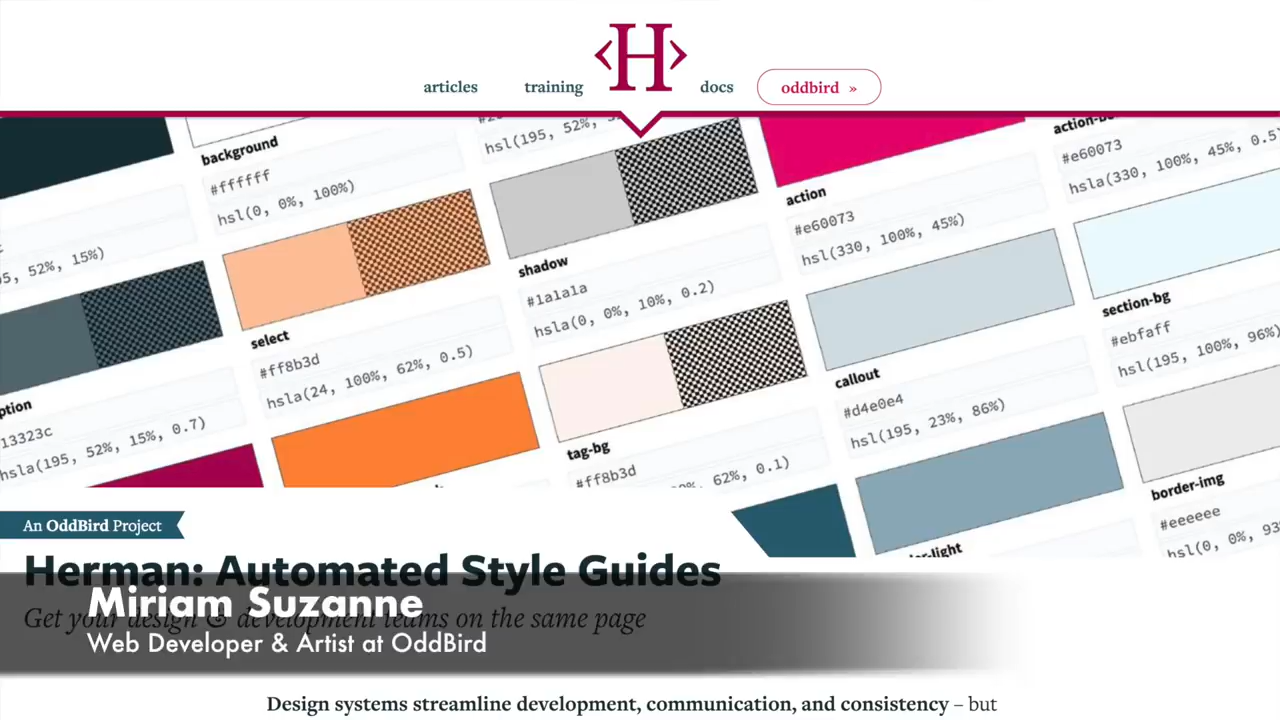 H
articles
training
docs
oddbird »
background
#ffffff
hsl(0, 0%, 100%)
hsl(195, 52%,
action
#e60073
hsl(330, 100%, 45%)
#e60073
hsla(330, 100%, 45%, 0.5)
52%, 15%)
select
#ff8b3d
hsla(24, 100%, 62%, 0.5)
shadow
#1a1a1a
hsla(0, 0%, 10%, 0.2)
callout
#d4e0e4
hsl(195, 23%, 86%)
section-bg
#ebfaff
hsl(195, 100%, 96%)
13323c
hsla(195, 52%, 15%, 0.7)
tag-bg
#ff8b3d
62%, 0.1)
border-img
#eeeeee
hsl(0, 0%, 93
An OddBird Project
Herman: Automated Style Guides
Get your design & development teams on the same page
Miriam Suzanne
Web Developer & Artist at OddBird
Design systems streamline development, communication, and consistency – but